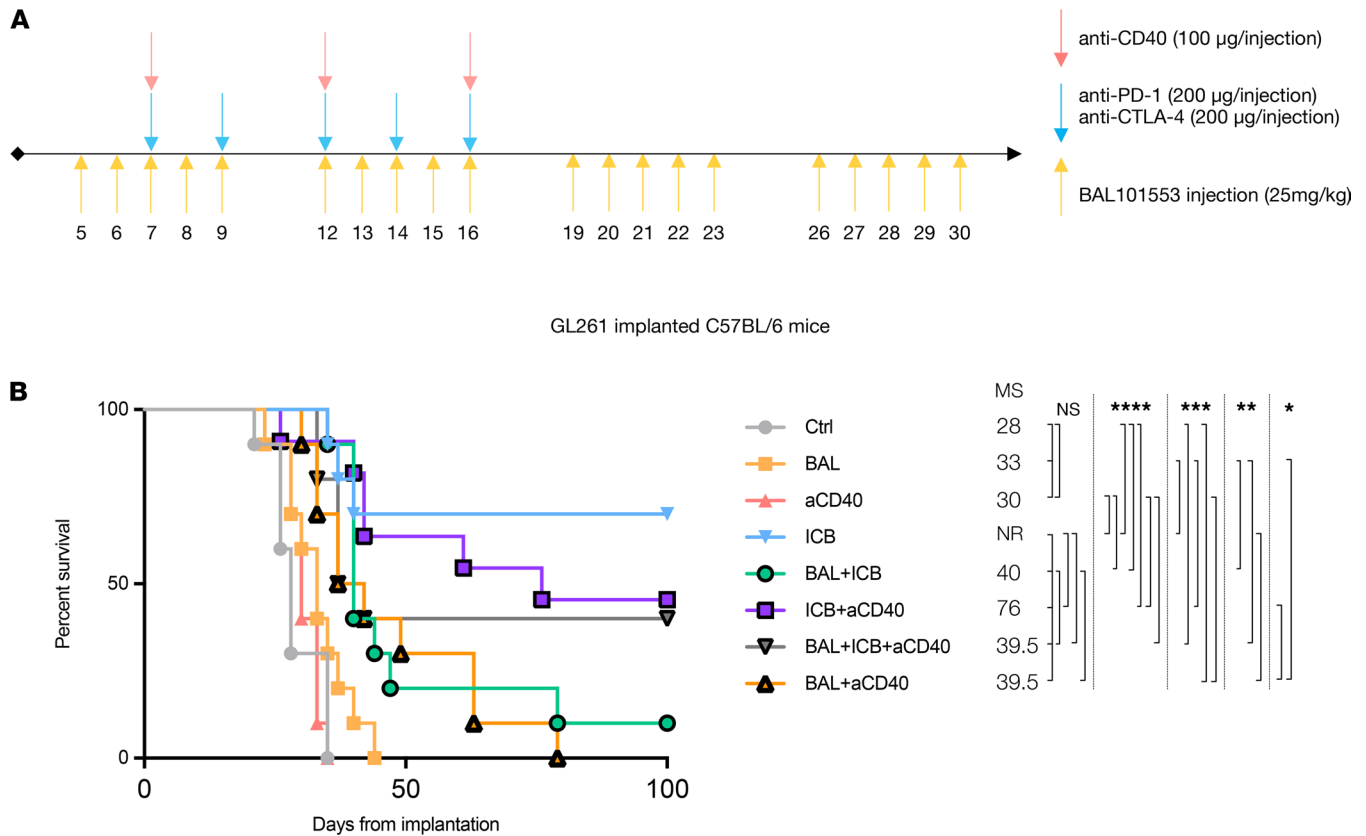 A
anti-CD40 (100 µg/injection)
anti-PD-1 (200 µg/injection)
anti-CTLA-4 (200 µg/injection)
BAL101553 injection (25mg/kg)
5 6 7 8 9 12 13 14 15 16 19 20 21 22 23 26 27 28 29 30
GL261 implanted C57BL/6 mice
B
MS
NS **** *** ** *
100
50
0
Percent survival
0 50 100
Days from implantation
Ctrl
BAL
aCD40
ICB
BAL+ICB
ICB+aCD40
BAL+ICB+aCD40
BAL+aCD40
28
33
30
NR
40
76
39.5
39.5